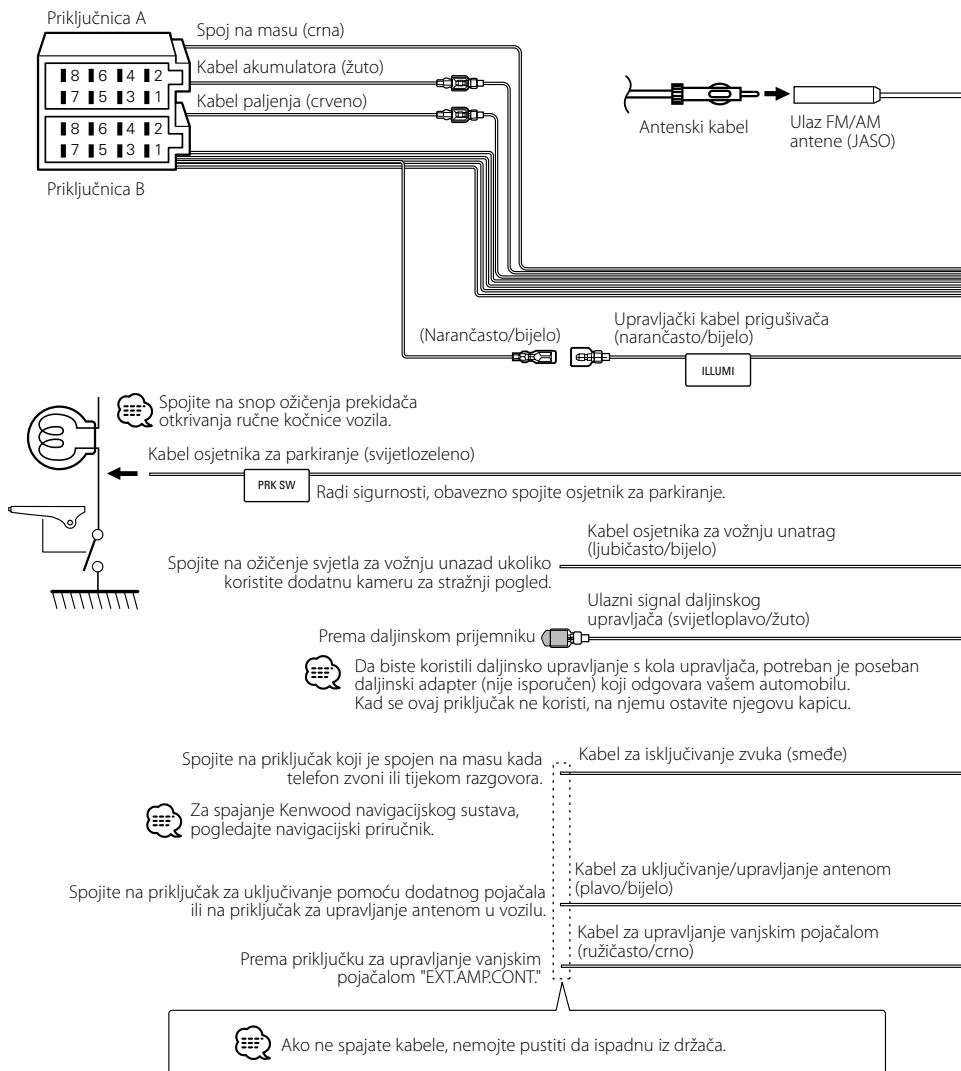 Priključnica A
Spoj na masu (crna)
Kabel akumulatora (žuto)
8 6 4 2
7 5 3 1
Kabel paljenja (crveno)
8 6 4 2
7 5 3 1
Priključnica B
Antenski kabel
Ulaz FM/AM
antene (JASO)
(Narančasto/bijelo)
Upravljački kabel prigušivača
(narančasto/bijelo)
ILLUMI
Spojite na snop ožičenja prekidača
otkrivanja ručne kočnice vozila.
Kabel osjetnika za parkiranje (svijetlozeleno)
PRK SW
Radi sigurnosti, obavezno spojite osjetnik za parkiranje.
Kabel osjetnika za vožnju unatrag
(ljubičasto/bijelo)
Spojite na ožičenje svjetla za vožnju unazad ukoliko
koristite dodatnu kameru za stražnji pogled.
Ulazni signal daljinskog
upravljača (svijetloplavo/žuto)
Prema daljinskom prijemniku
Da biste koristili daljinsko upravljanje s kola upravljača, potreban je poseban
daljinski adapter (nije isporučen) koji odgovara vašem automobilu.
Kad se ovaj priključak ne koristi, na njemu ostavite njegovu kapicu.
Spojite na priključak koji je spojen na masu kada
telefon zvoni ili tijekom razgovora.
Kabel za isključivanje zvuka (smeđe)
Za spajanje Kenwood navigacijskog sustava,
pogledajte navigacijski priručnik.
Kabel za uključivanje/upravljanje antenom
(plavo/bijelo)
Spojite na priključak za uključivanje pomoću dodatnog pojačala
ili na priključak za upravljanje antenom u vozilu.
Kabel za upravljanje vanjskim pojačalom
(ružičasto/crno)
Prema priključku za upravljanje vanjskim
pojačalom "EXT.AMP.CONT."
Ako ne spajate kabele, nemojte pustiti da ispadnu iz držača.